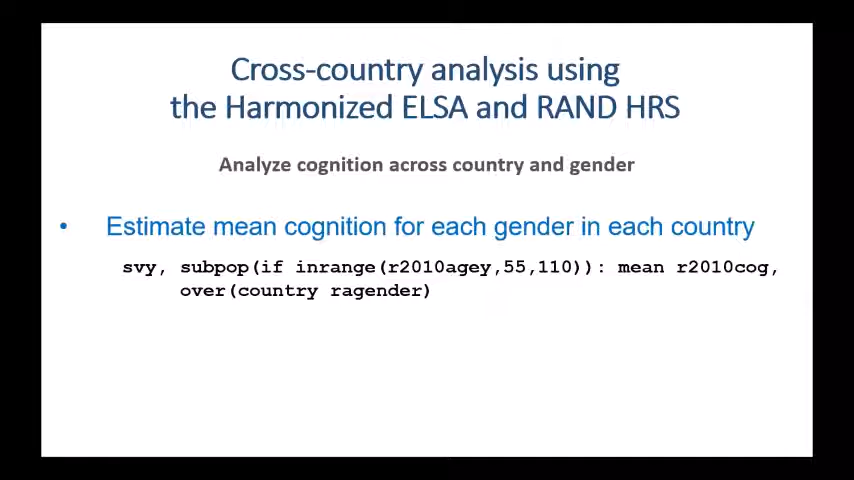 Cross-country analysis using
the Harmonized ELSA and RAND HRS
Analyze cognition across country and gender
• Estimate mean cognition for each gender in each country
svy, subpop(if inrange(r2010agey,55,110)): mean r2010cog,
over(country ragender)